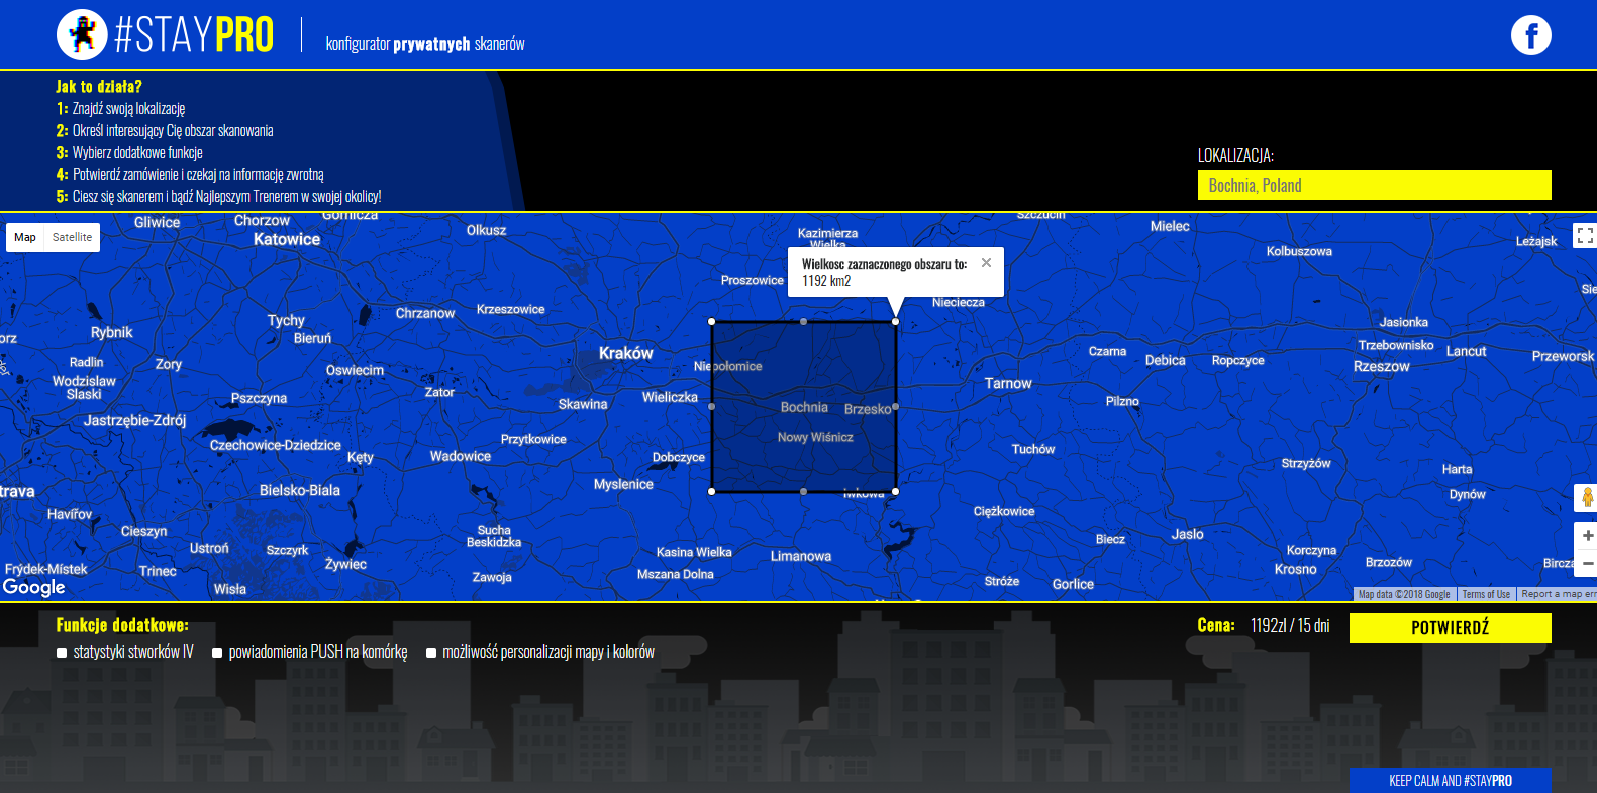 #STAYPRO
konfigurator prywatnych skanerów
Jak to działa?
1: Znajdź swoją lokalizację
2: Określ interesujący Cię obszar skanowania
3: Wybierz dodatkowe funkcje
4: Potwierdź zamówienie i czekaj na informację zwrotną
5: Ciesz się skanerem i bądź Najlepszym Trenerem w swojej okolicy!
LOKALIZACJA:
Bochnia, Poland
Map Satellite
Gliwice
Chorzow
Gornicza
Katowice
Olkusz
Kazimierza
Wielka
Szczucin
Mielec
Kolbuszowa
Leżajsk
Wielkosc zaznaczonego obszaru to:
1192 km2
Proszowice
Nieciecza
Sie
Krzeszowice
Chrzanow
Tychy
Bieruń
Rybnik
orz
Radlin
Zory
Wodzislaw
Slaski
Oswiecim
Kraków
Niepołomice
Jasionka
Trzebownisko
Lancut
Przeworsk
Rzeszow
Czarna
Debica
Ropczyce
Tarnow
Pilzno
Pszczyna
Zator
Skawina
Wieliczka
Bochnia
Brzesko
Jastrzębie-Zdrój
Czechowice-Dziedzice
Kęty
Przytkowice
Wadowice
Dobczyce
Nowy Wiśnicz
Tuchów
Strzyżów
Harta
Dynów
trava
Bielsko-Biala
Myslenice
Iwkowa
Ciężkowice
Havířov
Cieszyn
Ustroń
Szczyrk
Sucha
Beskidzka
Kasina Wielka
Limanowa
Biecz
Jaslo
Korczyna
Krosno
Brzozów
Bircza
Frýdek-Místek
Trinec
Wisła
Żywiec
Zawoja
Mszana Dolna
Stróże
Gorlice
Google
Map data ©2018 Google Terms of Use Report a map err
Funkcje dodatkowe:
statystyki stworków IV powiadomienia PUSH na komórkę możliwość personalizacji mapy i kolorów
Cena: 1192zl / 15 dni
POTWIERDŹ
KEEP CALM AND #STAYPRO